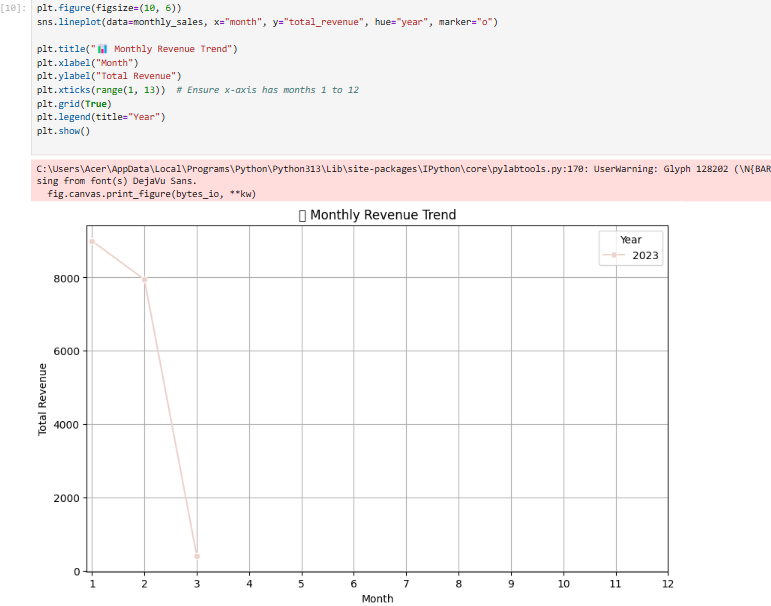 [10]: plt.figure(figsize=(10, 6))
sns.lineplot(data=monthly_sales, x="month", y="total_revenue", hue="year", marker="o")
plt.title("📊 Monthly Revenue Trend")
plt.xlabel("Month")
plt.ylabel("Total Revenue")
plt.xticks(range(1, 13))  # Ensure x-axis has months 1 to 12
plt.grid(True)
plt.legend(title="Year")
plt.show()
C:\Users\Acer\AppData\Local\Programs\Python\Python313\Lib\site-packages\IPython\core\pylabtools.py:170: UserWarning: Glyph 128202 (\N{BAR
sing from font(s) DejaVu Sans.
fig.canvas.print_figure(bytes_io, **kw)
▯ Monthly Revenue Trend
Year
2023
8000
6000
4000
2000
0
Total Revenue
1 2 3 4 5 6 7 8 9 10 11 12
Month